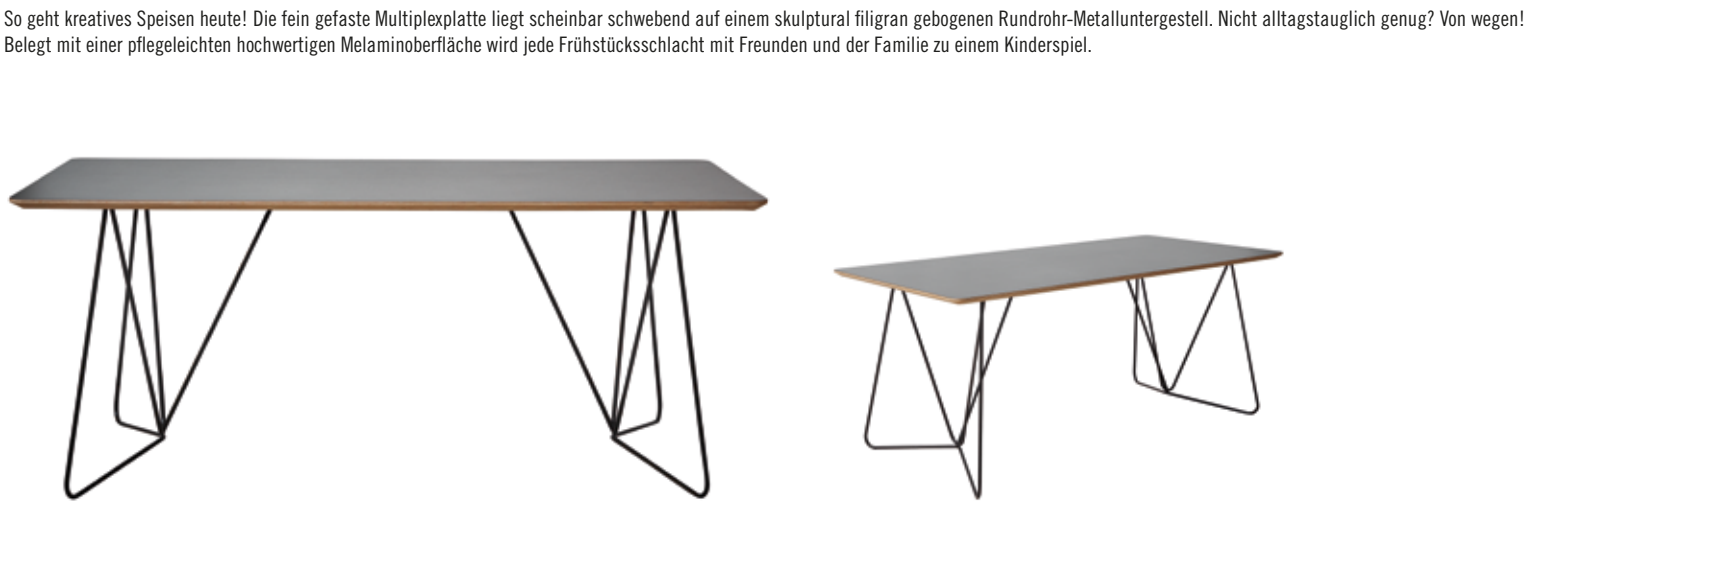 So geht kreatives Speisen heute! Die fein gefaste Multiplexplatte liegt scheinbar schwebend auf einem skulptural filigran gebogenen Rundrohr-Metalluntergestell. Nicht alltagstauglich genug? Von wegen!
Belegt mit einer pflegeleichten hochwertigen Melaminoberfläche wird jede Frühstücksschlacht mit Freunden und der Familie zu einem Kinderspiel.